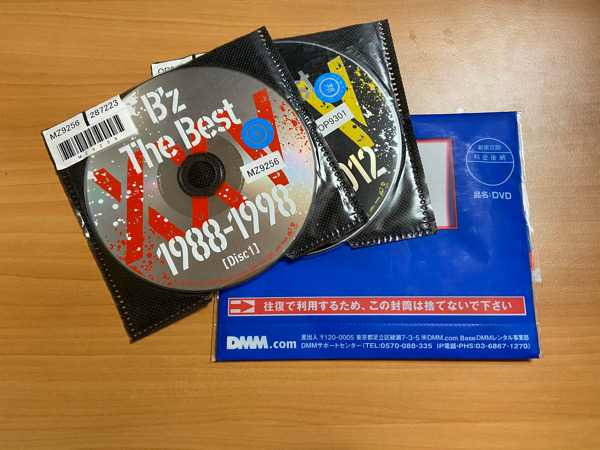 MZ9256
287223
MZ9256
B'z
The Best
XXV
1988-1998
[Disc1]
MZ9256
OP9301
012
新東京局
料金後納
品名:DVD
往復で利用するため、この封筒は捨てないで下さい
DMM.com
差出人 〒120-0005 東京都足立区綾瀬7-3-5 ㈱DMM.com Base DMMレンタル事業部
DMMサポートセンター (TEL:0570-088-335 IP電話・PHS:03-6867-1270)